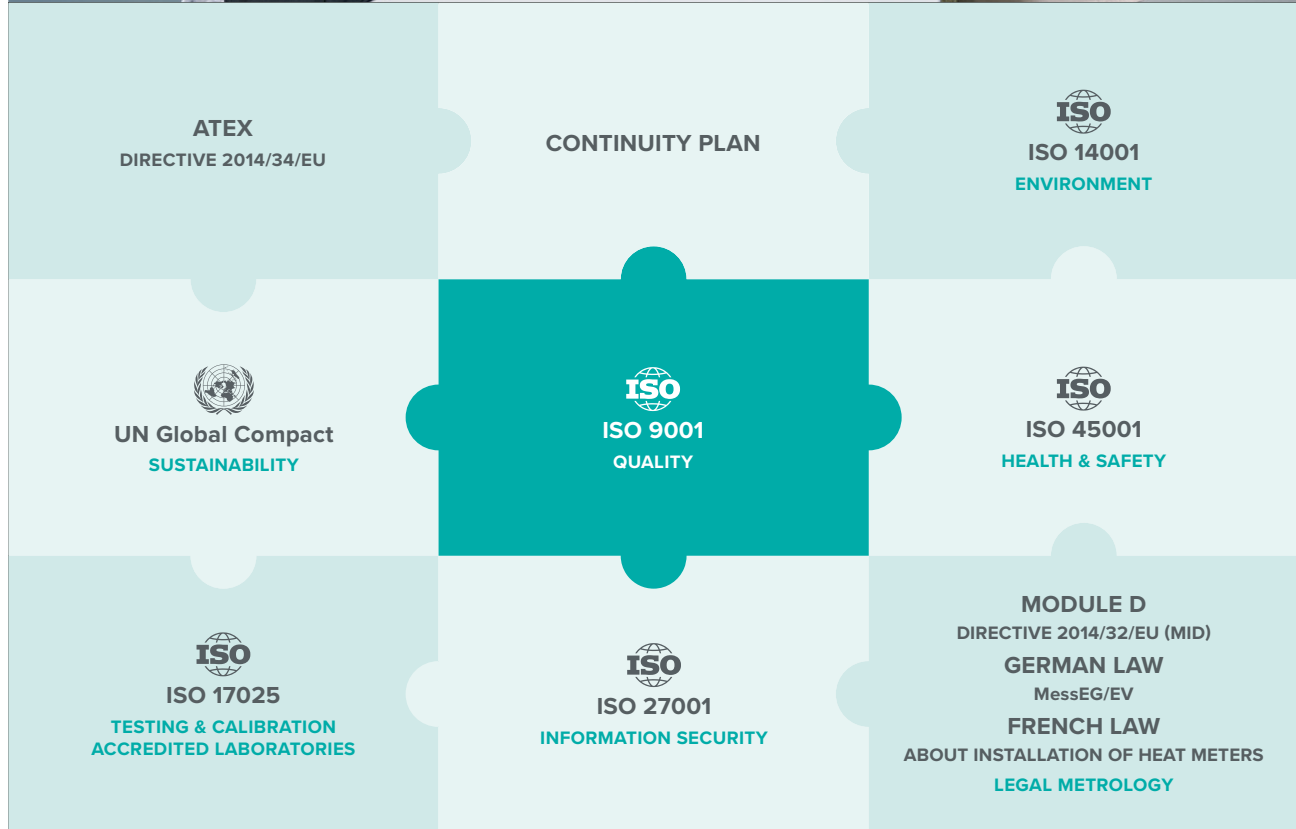 ATEX
DIRECTIVE 2014/34/EU
CONTINUITY PLAN
ISO
ISO 14001
ENVIRONMENT
UN Global Compact
SUSTAINABILITY
ISO
ISO 9001
QUALITY
ISO
ISO 45001
HEALTH & SAFETY
ISO
ISO 17025
TESTING & CALIBRATION
ACCREDITED LABORATORIES
ISO
ISO 27001
INFORMATION SECURITY
MODULE D
DIRECTIVE 2014/32/EU (MID)
GERMAN LAW
MessEG/EV
FRENCH LAW
ABOUT INSTALLATION OF HEAT METERS
LEGAL METROLOGY